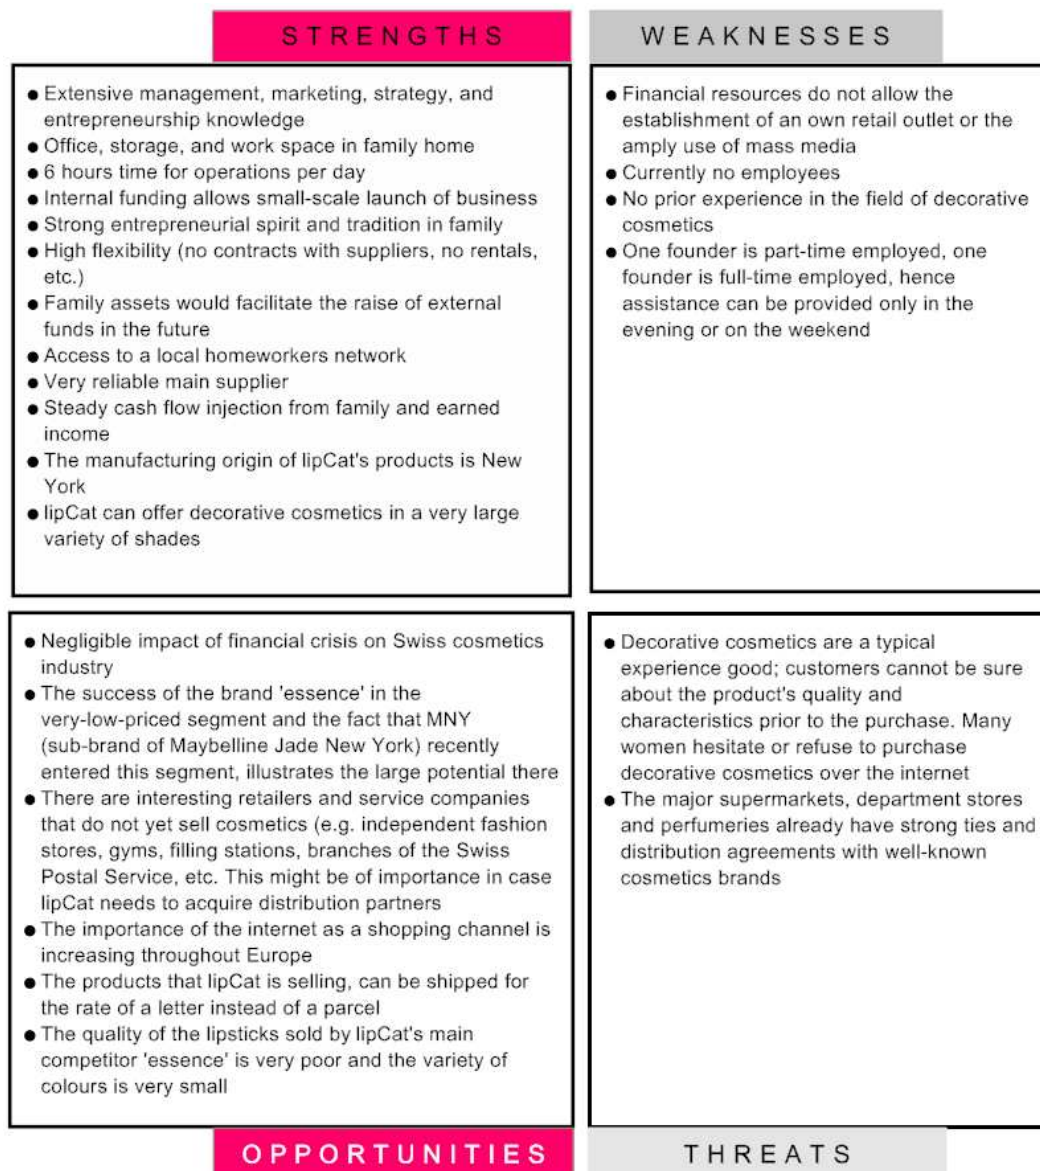 STRENGTHS
● Extensive management, marketing, strategy, and
entrepreneurship knowledge
● Office, storage, and work space in family home
● 6 hours time for operations per day
● Internal funding allows small-scale launch of business
● Strong entrepreneurial spirit and tradition in family
● High flexibility (no contracts with suppliers, no rentals,
etc.)
● Family assets would facilitate the raise of external
funds in the future
● Access to a local homeworkers network
● Very reliable main supplier
● Steady cash flow injection from family and earned
income
● The manufacturing origin of lipCat's products is New
York
● lipCat can offer decorative cosmetics in a very large
variety of shades
WEAKNESSES
● Financial resources do not allow the
establishment of an own retail outlet or the
amply use of mass media
● Currently no employees
● No prior experience in the field of decorative
cosmetics
● One founder is part-time employed, one
founder is full-time employed, hence
assistance can be provided only in the
evening or on the weekend
● Negligible impact of financial crisis on Swiss cosmetics
industry
● The success of the brand 'essence' in the
very-low-priced segment and the fact that MNY
(sub-brand of Maybelline Jade New York) recently
entered this segment, illustrates the large potential there
● There are interesting retailers and service companies
that do not yet sell cosmetics (e.g. independent fashion
stores, gyms, filling stations, branches of the Swiss
Postal Service, etc. This might be of importance in case
lipCat needs to acquire distribution partners
● The importance of the internet as a shopping channel is
increasing throughout Europe
● The products that lipCat is selling, can be shipped for
the rate of a letter instead of a parcel
● The quality of the lipsticks sold by lipCat's main
competitor 'essence' is very poor and the variety of
colours is very small
OPPORTUNITIES
● Decorative cosmetics are a typical
experience good; customers cannot be sure
about the product's quality and
characteristics prior to the purchase. Many
women hesitate or refuse to purchase
decorative cosmetics over the internet
● The major supermarkets, department stores
and perfumeries already have strong ties and
distribution agreements with well-known
cosmetics brands
THREATS